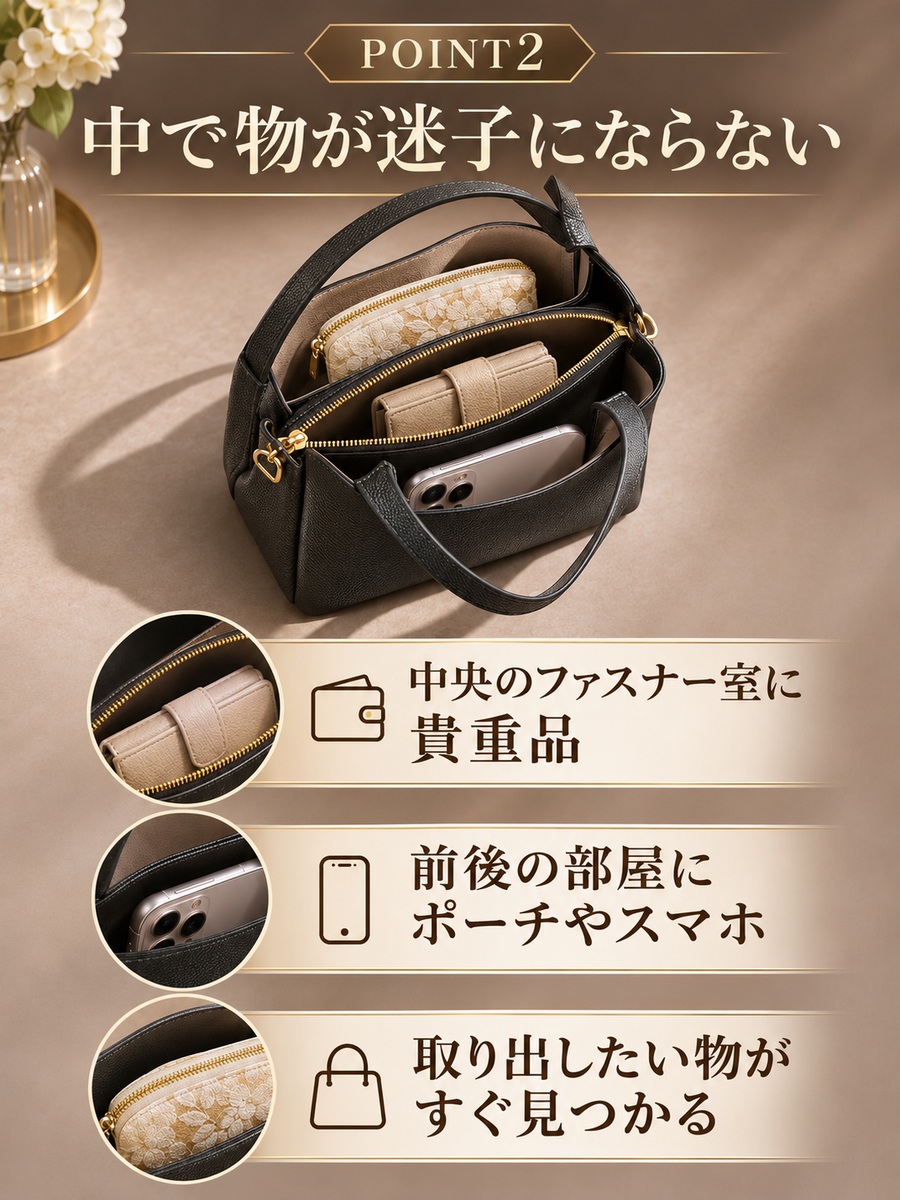 POINT2
中で物が迷子にならない
中央のファスナー室に
貴重品
前後の部屋に
ポーチやスマホ
取り出したい物が
すぐ見つかる